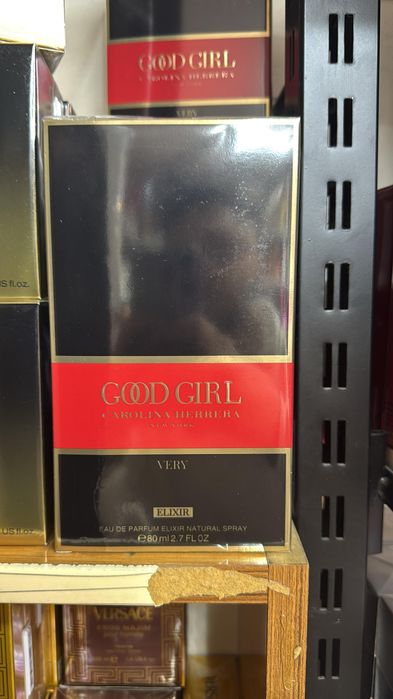 GOOD GIRL
CAROLINA HERRERA
VERY
US fl.oz.
GOOD GIRL
CAROLINA HERRERA
NEW YORK
VERY
ELIXIR
EAU DE PARFUM ELIXIR NATURAL SPRAY
℮80 ml 2.7 FL OZ
US fl.oz.
VERSACE